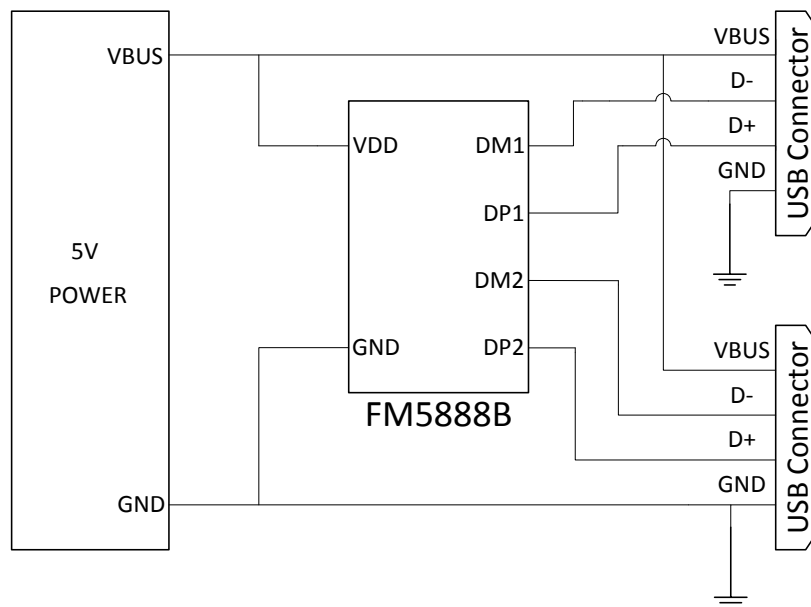 VBUS
5V
POWER
GND
VDD
GND
DM1
DP1
DM2
DP2
FM5888B
VBUS
D-
D+
GND
USB Connector
VBUS
D-
D+
GND
USB Connector